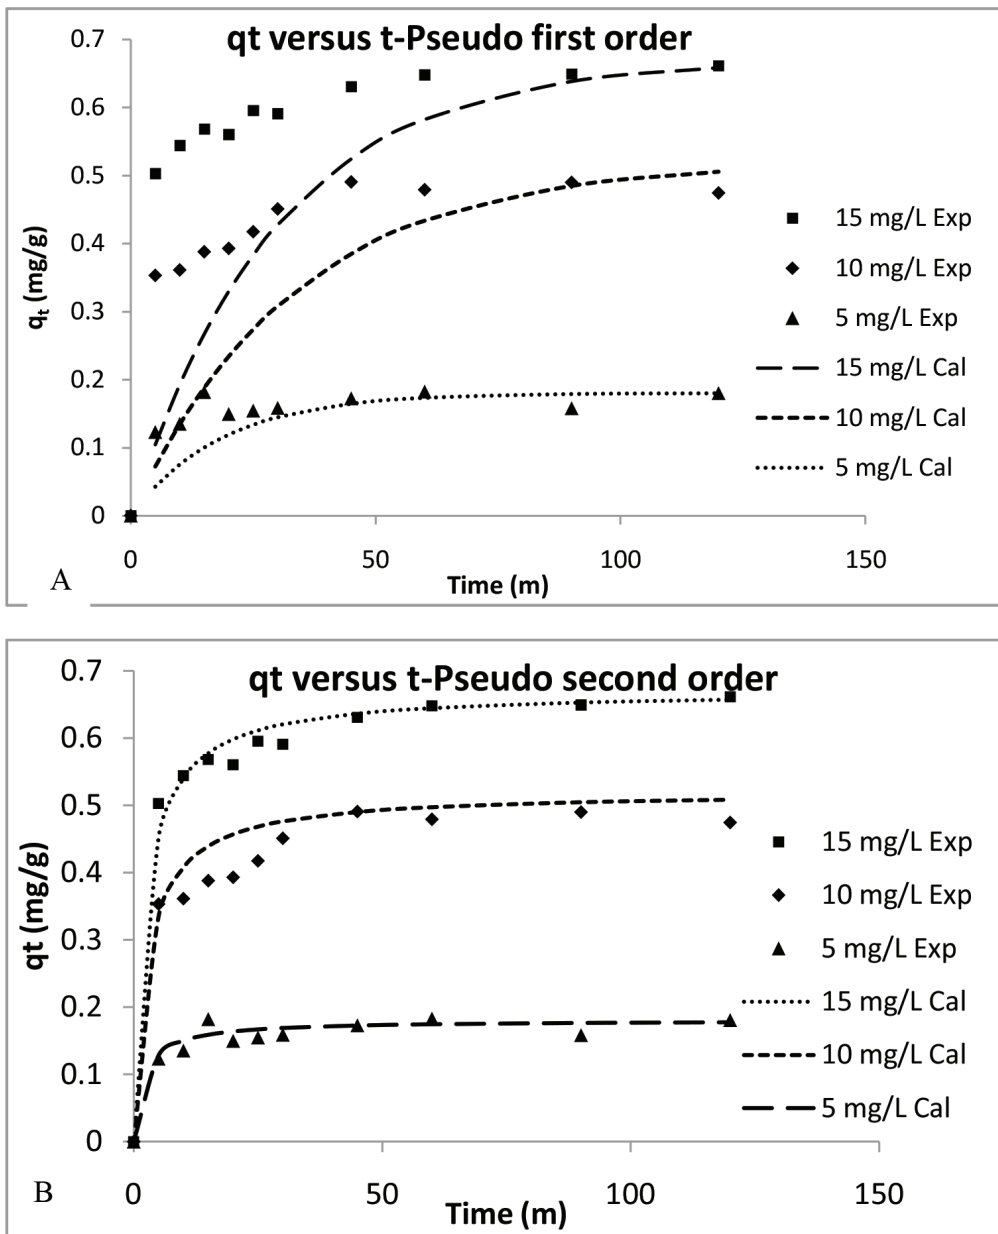 qt versus t-Pseudo first order
0.7
0.6
0.5
0.4
0.3
0.2
0.1
0
qt (mg/g)
15 mg/L Exp
10 mg/L Exp
5 mg/L Exp
15 mg/L Cal
10 mg/L Cal
5 mg/L Cal
0 50 100 150
Time (m)
A
qt versus t-Pseudo second order
0.7
0.6
0.5
0.4
0.3
0.2
0.1
0
qt (mg/g)
15 mg/L Exp
10 mg/L Exp
5 mg/L Exp
15 mg/L Cal
10 mg/L Cal
5 mg/L Cal
0 50 100 150
Time (m)
B